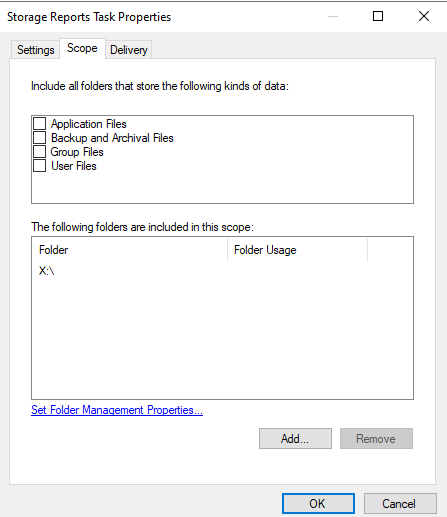 Storage Reports Task Properties
Settings Scope Delivery
Include all folders that store the following kinds of data:
Application Files
Backup and Archival Files
Group Files
User Files
The following folders are included in this scope:
Folder Folder Usage
X:\
Set Folder Management Properties...
Add... Remove
OK Cancel